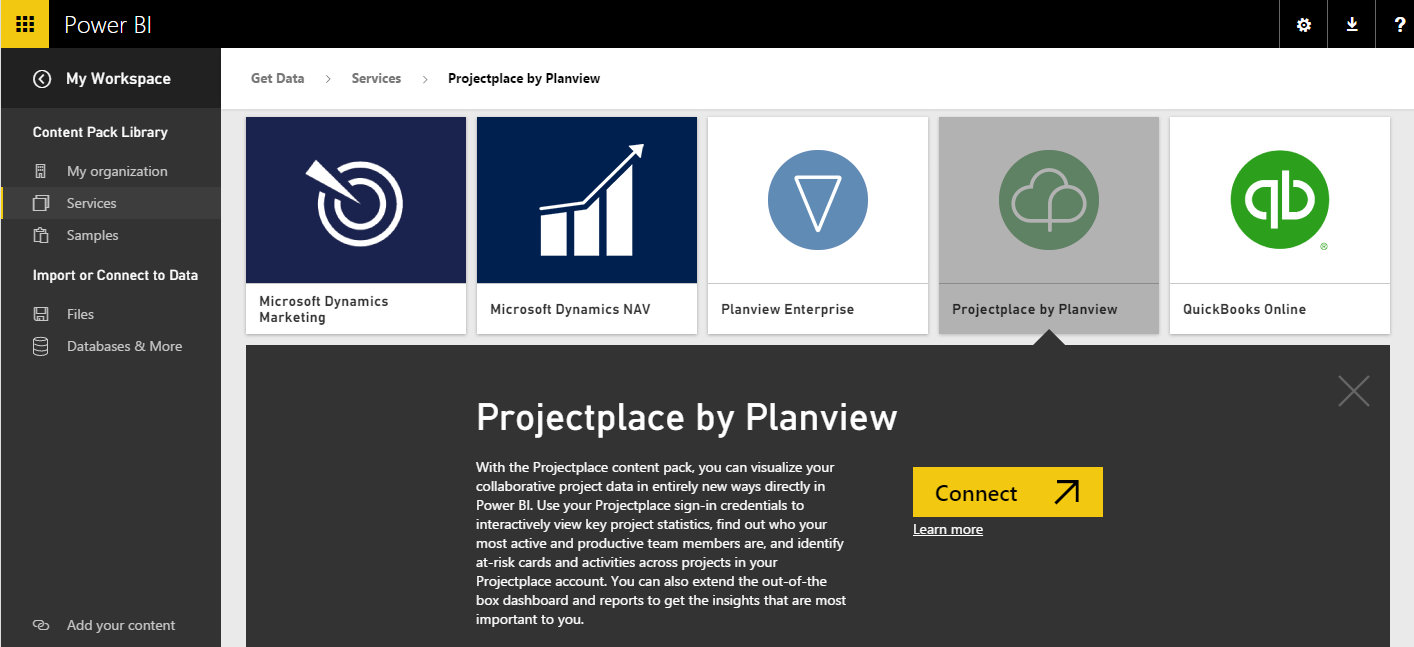 Power BI
?
My Workspace
Get Data > Services > Projectplace by Planview
Content Pack Library
My organization
Services
Samples
Import or Connect to Data
Files
Databases & More
Add your content
Microsoft Dynamics
Marketing
Microsoft Dynamics NAV
Planview Enterprise
Projectplace by Planview
qb
®
QuickBooks Online
Projectplace by Planview
With the Projectplace content pack, you can visualize your
collaborative project data in entirely new ways directly in
Power BI. Use your Projectplace sign-in credentials to
interactively view key project statistics, find out who your
most active and productive team members are, and identify
at-risk cards and activities across projects in your
Projectplace account. You can also extend the out-of-the
box dashboard and reports to get the insights that are most
important to you.
Connect
Learn more